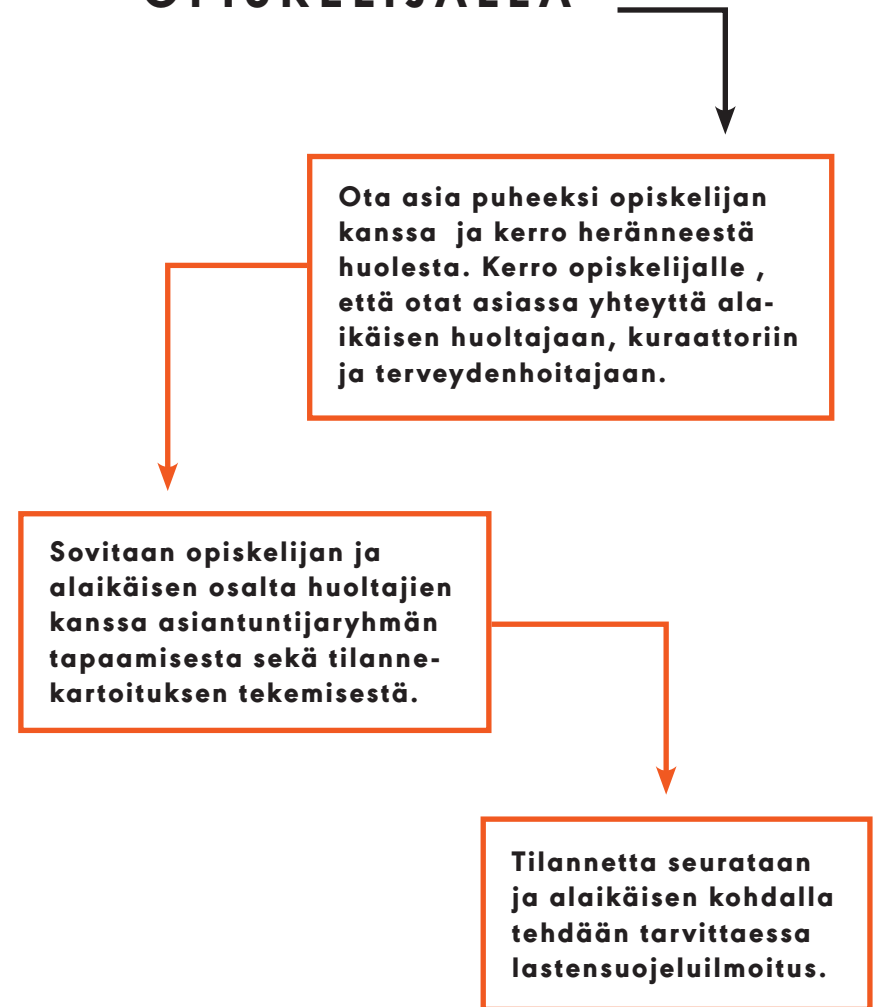 OPISKELIJALLA
Ota asia puheeksi opiskelijan
kanssa  ja kerro heränneestä
huolesta. Kerro opiskelijalle ,
että otat asiassa yhteyttä ala-
ikäisen huoltajaan, kuraattoriin
ja terveydenhoitajaan.
Sovitaan opiskelijan ja
alaikäisen osalta huoltajien
kanssa asiantuntijaryhmän
tapaamisesta sekä tilanne-
kartoituksen tekemisestä.
Tilannetta seurataan
ja alaikäisen kohdalla
tehdään tarvittaessa
lastensuojeluilmoitus.